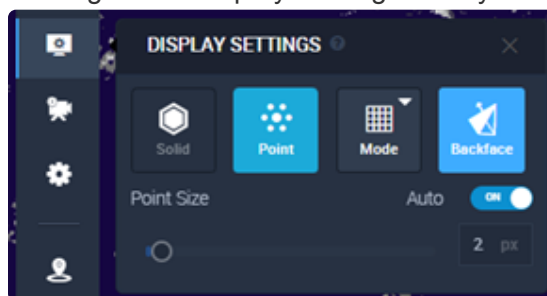 DISPLAY SETTINGS ?
Solid Point Mode Backface
Point Size Auto ON
2 px